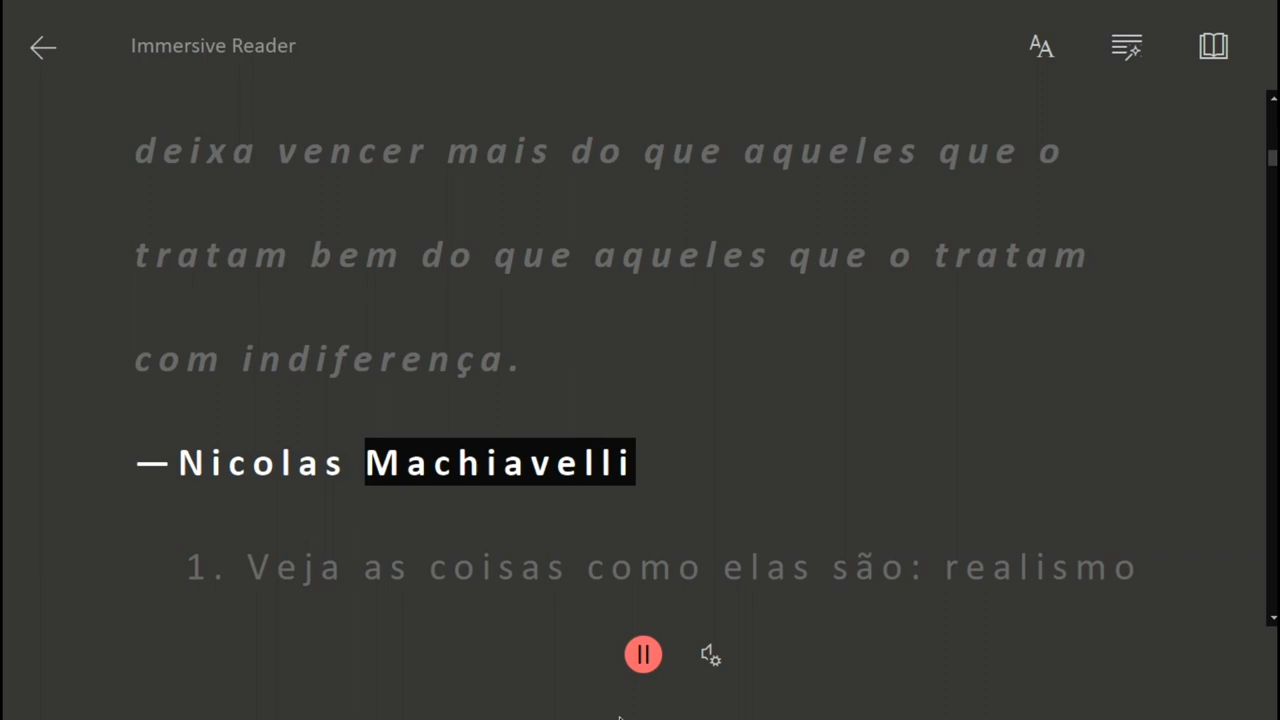 Immersive Reader
deixa vencer mais do que aqueles que o
tratam bem do que aqueles que o tratam
com indiferença.
— Nicolas Machiavelli
1. Veja as coisas como elas são: realismo